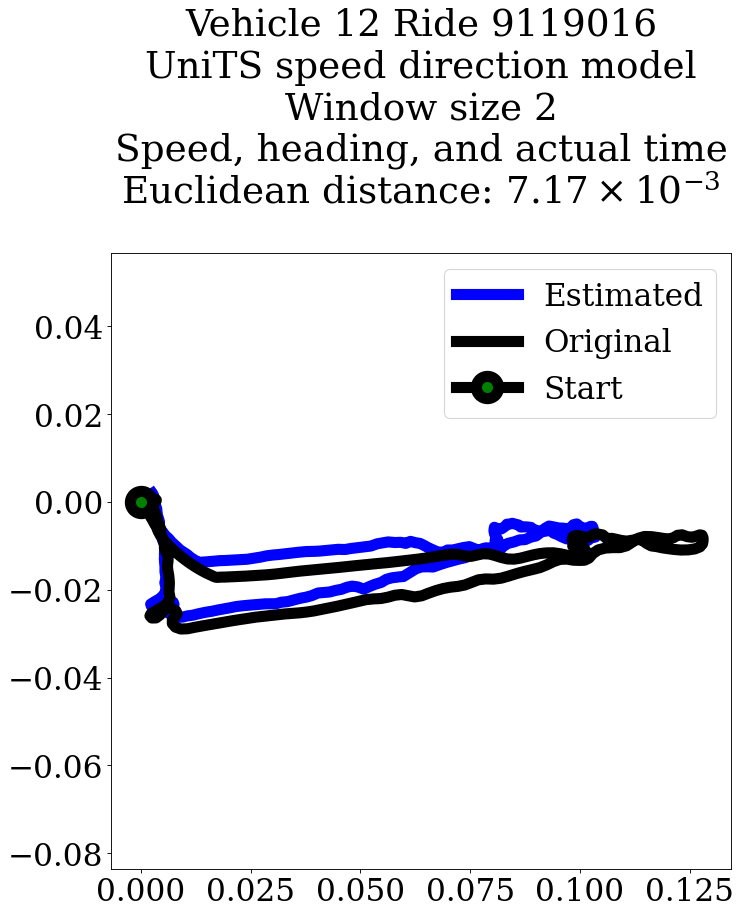 Vehicle 12 Ride 9119016
UniTS speed direction model
Window size 2
Speed, heading, and actual time
Euclidean distance: 7.17 × 10⁻³
Estimated
Original
Start
0.04
0.02
0.00
−0.02
−0.04
−0.06
−0.08
0.000 0.025 0.050 0.075 0.100 0.125